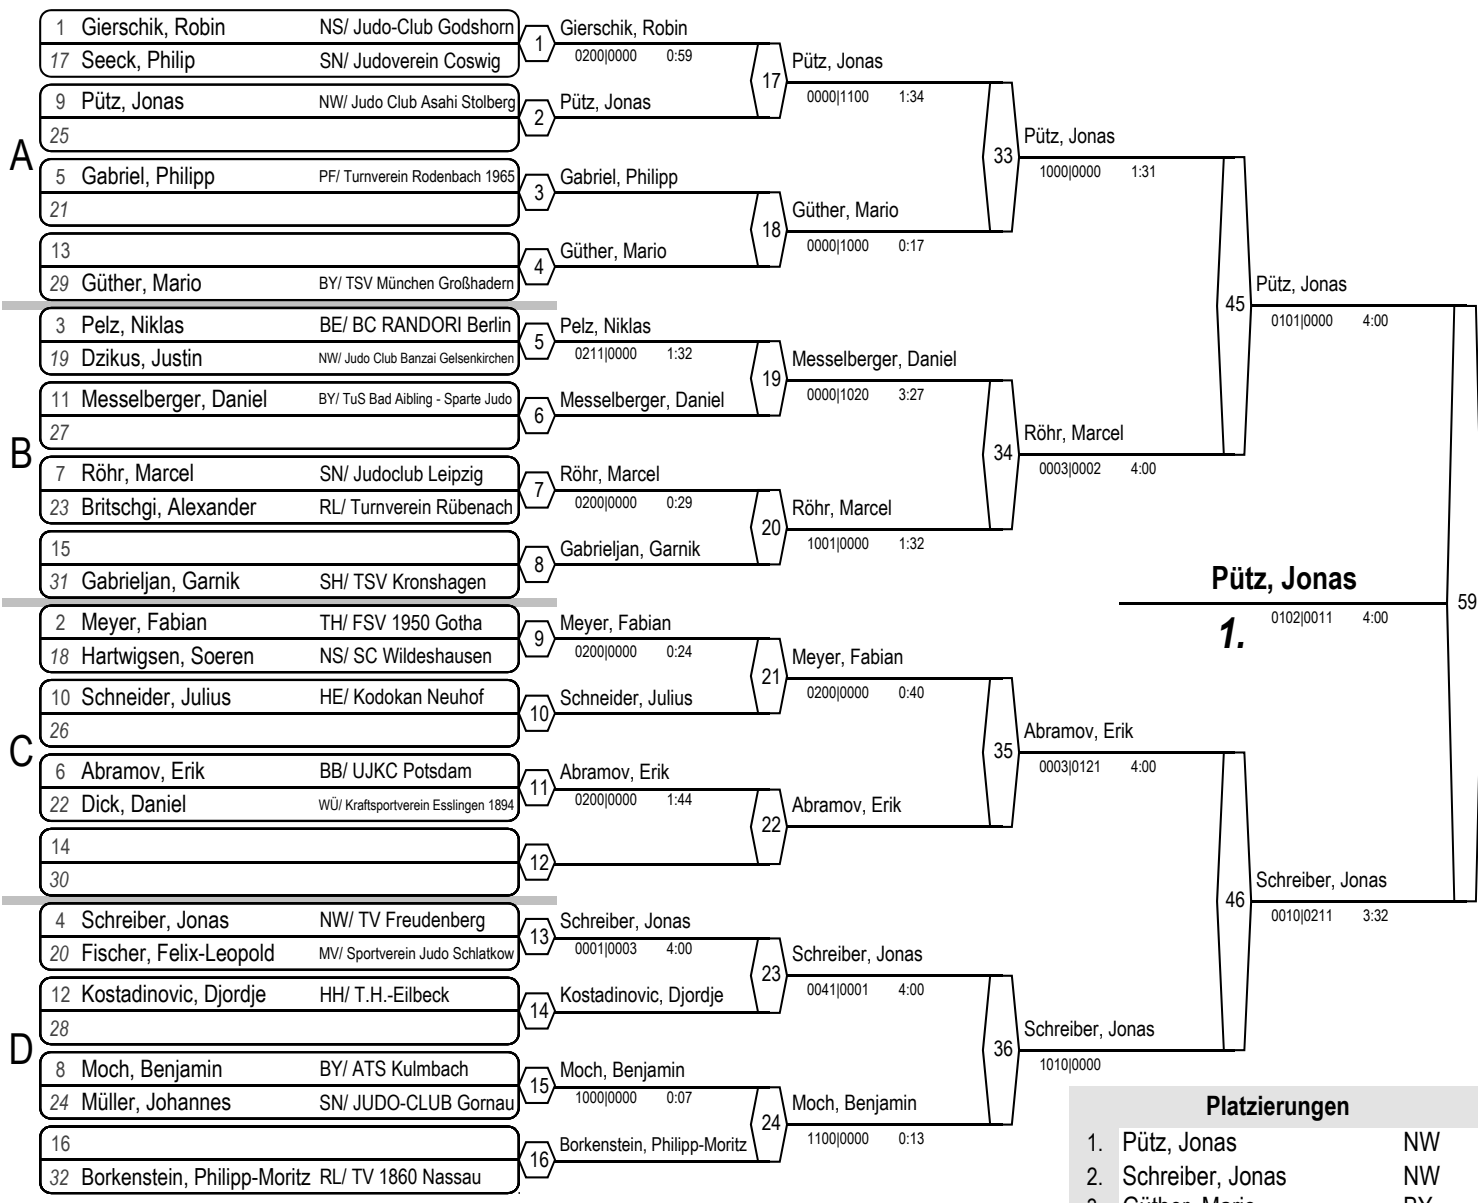 A
1 Gierschik, Robin NS/ Judo-Club Godshorn
17 Seeck, Philip SN/ Judoverein Coswig
9 Pütz, Jonas NW/ Judo Club Asahi Stolberg
25
5 Gabriel, Philipp PF/ Turnverein Rodenbach 1965
21
13
29 Güther, Mario BY/ TSV München Großhadern
B
3 Pelz, Niklas BE/ BC RANDORI Berlin
19 Dzikus, Justin NW/ Judo Club Banzai Gelsenkirchen
11 Messelberger, Daniel BY/ TuS Bad Aibling - Sparte Judo
27
7 Röhr, Marcel SN/ Judoclub Leipzig
23 Britschgi, Alexander RL/ Turnverein Rübenach
15
31 Gabrieljan, Garnik SH/ TSV Kronshagen
C
2 Meyer, Fabian TH/ FSV 1950 Gotha
18 Hartwigsen, Soeren NS/ SC Wildeshausen
10 Schneider, Julius HE/ Kodokan Neuhof
26
6 Abramov, Erik BB/ UJKC Potsdam
22 Dick, Daniel WÜ/ Kraftsportverein Esslingen 1894
14
30
D
4 Schreiber, Jonas NW/ TV Freudenberg
20 Fischer, Felix-Leopold MV/ Sportverein Judo Schlatkow
12 Kostadinovic, Djordje HH/ T.H.-Eilbeck
28
8 Moch, Benjamin BY/ ATS Kulmbach
24 Müller, Johannes SN/ JUDO-CLUB Gornau
16
32 Borkenstein, Philipp-Moritz RL/ TV 1860 Nassau
1 Gierschik, Robin
0200|0000 0:59
2 Pütz, Jonas
3 Gabriel, Philipp
4 Güther, Mario
5 Pelz, Niklas
0211|0000 1:32
6 Messelberger, Daniel
7 Röhr, Marcel
0200|0000 0:29
8 Gabrieljan, Garnik
9 Meyer, Fabian
0200|0000 0:24
10 Schneider, Julius
11 Abramov, Erik
0200|0000 1:44
12
13 Schreiber, Jonas
0001|0003 4:00
14 Kostadinovic, Djordje
15 Moch, Benjamin
1000|0000 0:07
16 Borkenstein, Philipp-Moritz
17 Pütz, Jonas
0000|1100 1:34
18 Güther, Mario
0000|1000 0:17
19 Messelberger, Daniel
0000|1020 3:27
20 Röhr, Marcel
1001|0000 1:32
21 Meyer, Fabian
0200|0000 0:40
22 Abramov, Erik
23 Schreiber, Jonas
0041|0001 4:00
24 Moch, Benjamin
1100|0000 0:13
33 Pütz, Jonas
1000|0000 1:31
34 Röhr, Marcel
0003|0002 4:00
35 Abramov, Erik
0003|0121 4:00
36 Schreiber, Jonas
1010|0000
45 Pütz, Jonas
0101|0000 4:00
46 Schreiber, Jonas
0010|0211 3:32
59
Pütz, Jonas
1. 0102|0011 4:00
Platzierungen
1. Pütz, Jonas NW
2. Schreiber, Jonas NW
3. Güther, Mario BY